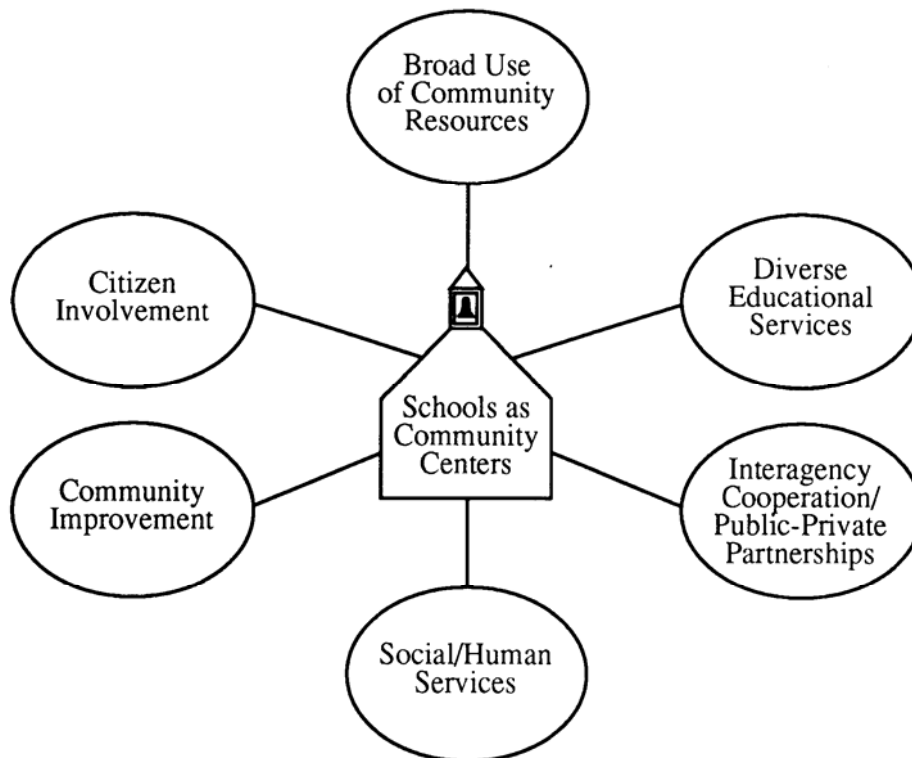 Broad Use
of Community
Resources
Citizen
Involvement
Diverse
Educational
Services
Schools as
Community
Centers
Community
Improvement
Interagency
Cooperation/
Public-Private
Partnerships
Social/Human
Services